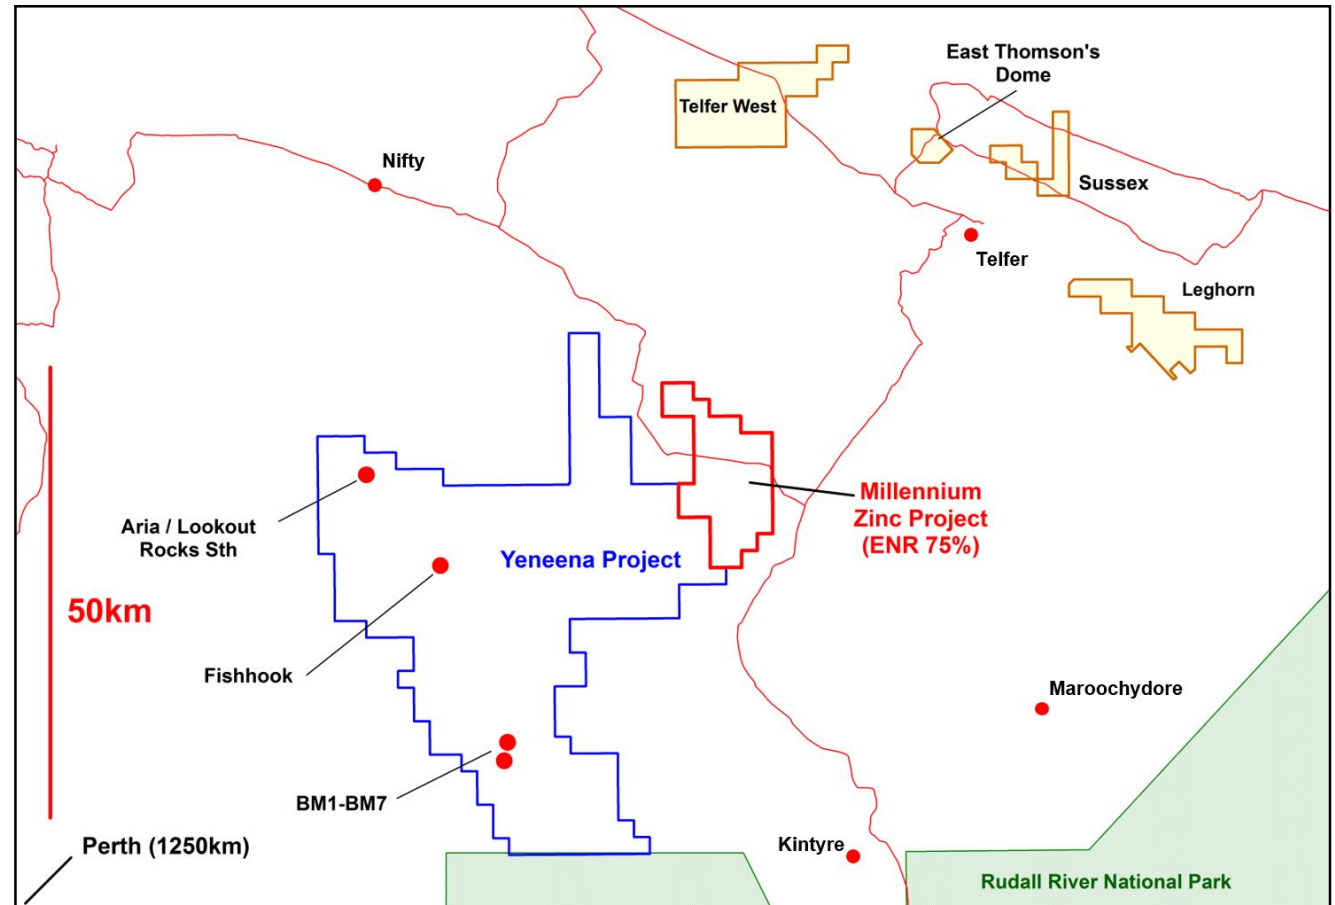 East Thomson's
Dome
Telfer West
Nifty
Sussex
Telfer
Leghorn
Millennium
Zinc Project
(ENR 75%)
Aria / Lookout
Rocks Sth
Yeneena Project
50km
Fishhook
Maroochydore
BM1-BM7
Perth (1250km)
Kintyre
Rudall River National Park